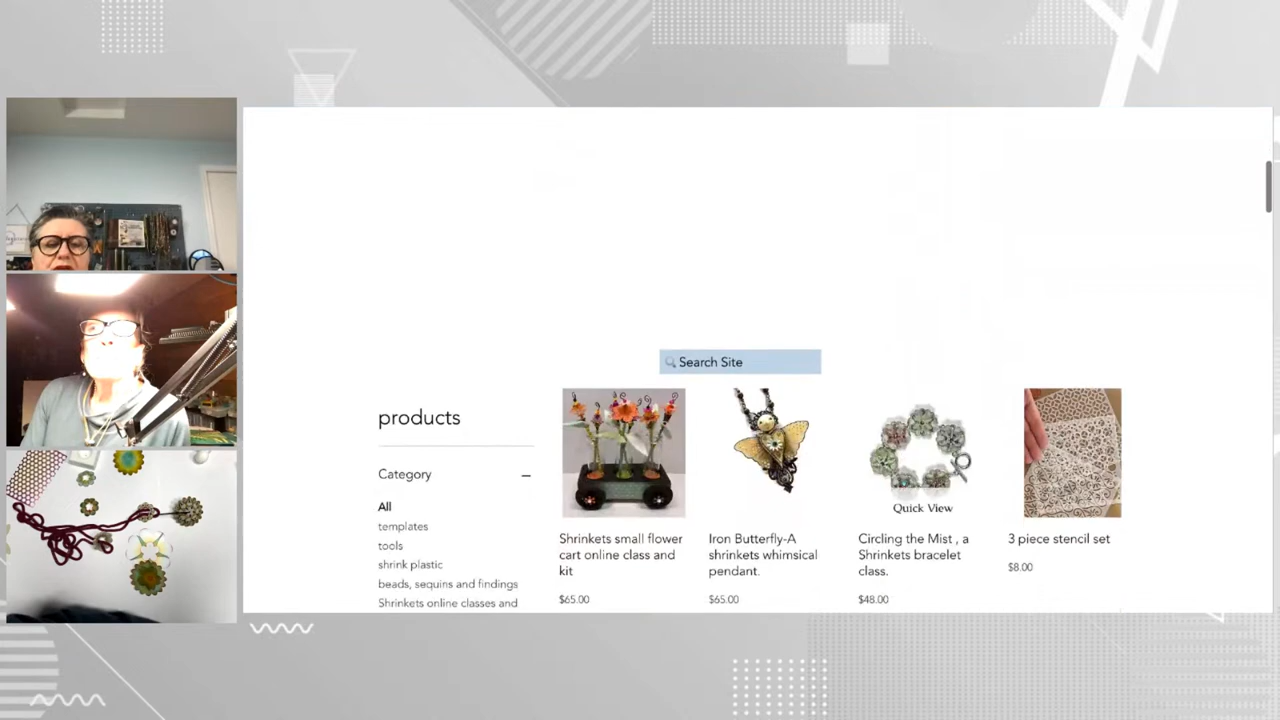 Search Site
products
Category
All
templates
tools
shrink plastic
beads, sequins and findings
Shrinkets online classes and
Shrinkets small flower
cart online class and
kit
$65.00
Iron Butterfly-A
shrinkets whimsical
pendant.
$65.00
Quick View
Circling the Mist , a
Shrinkets bracelet
class.
$48.00
3 piece stencil set
$8.00